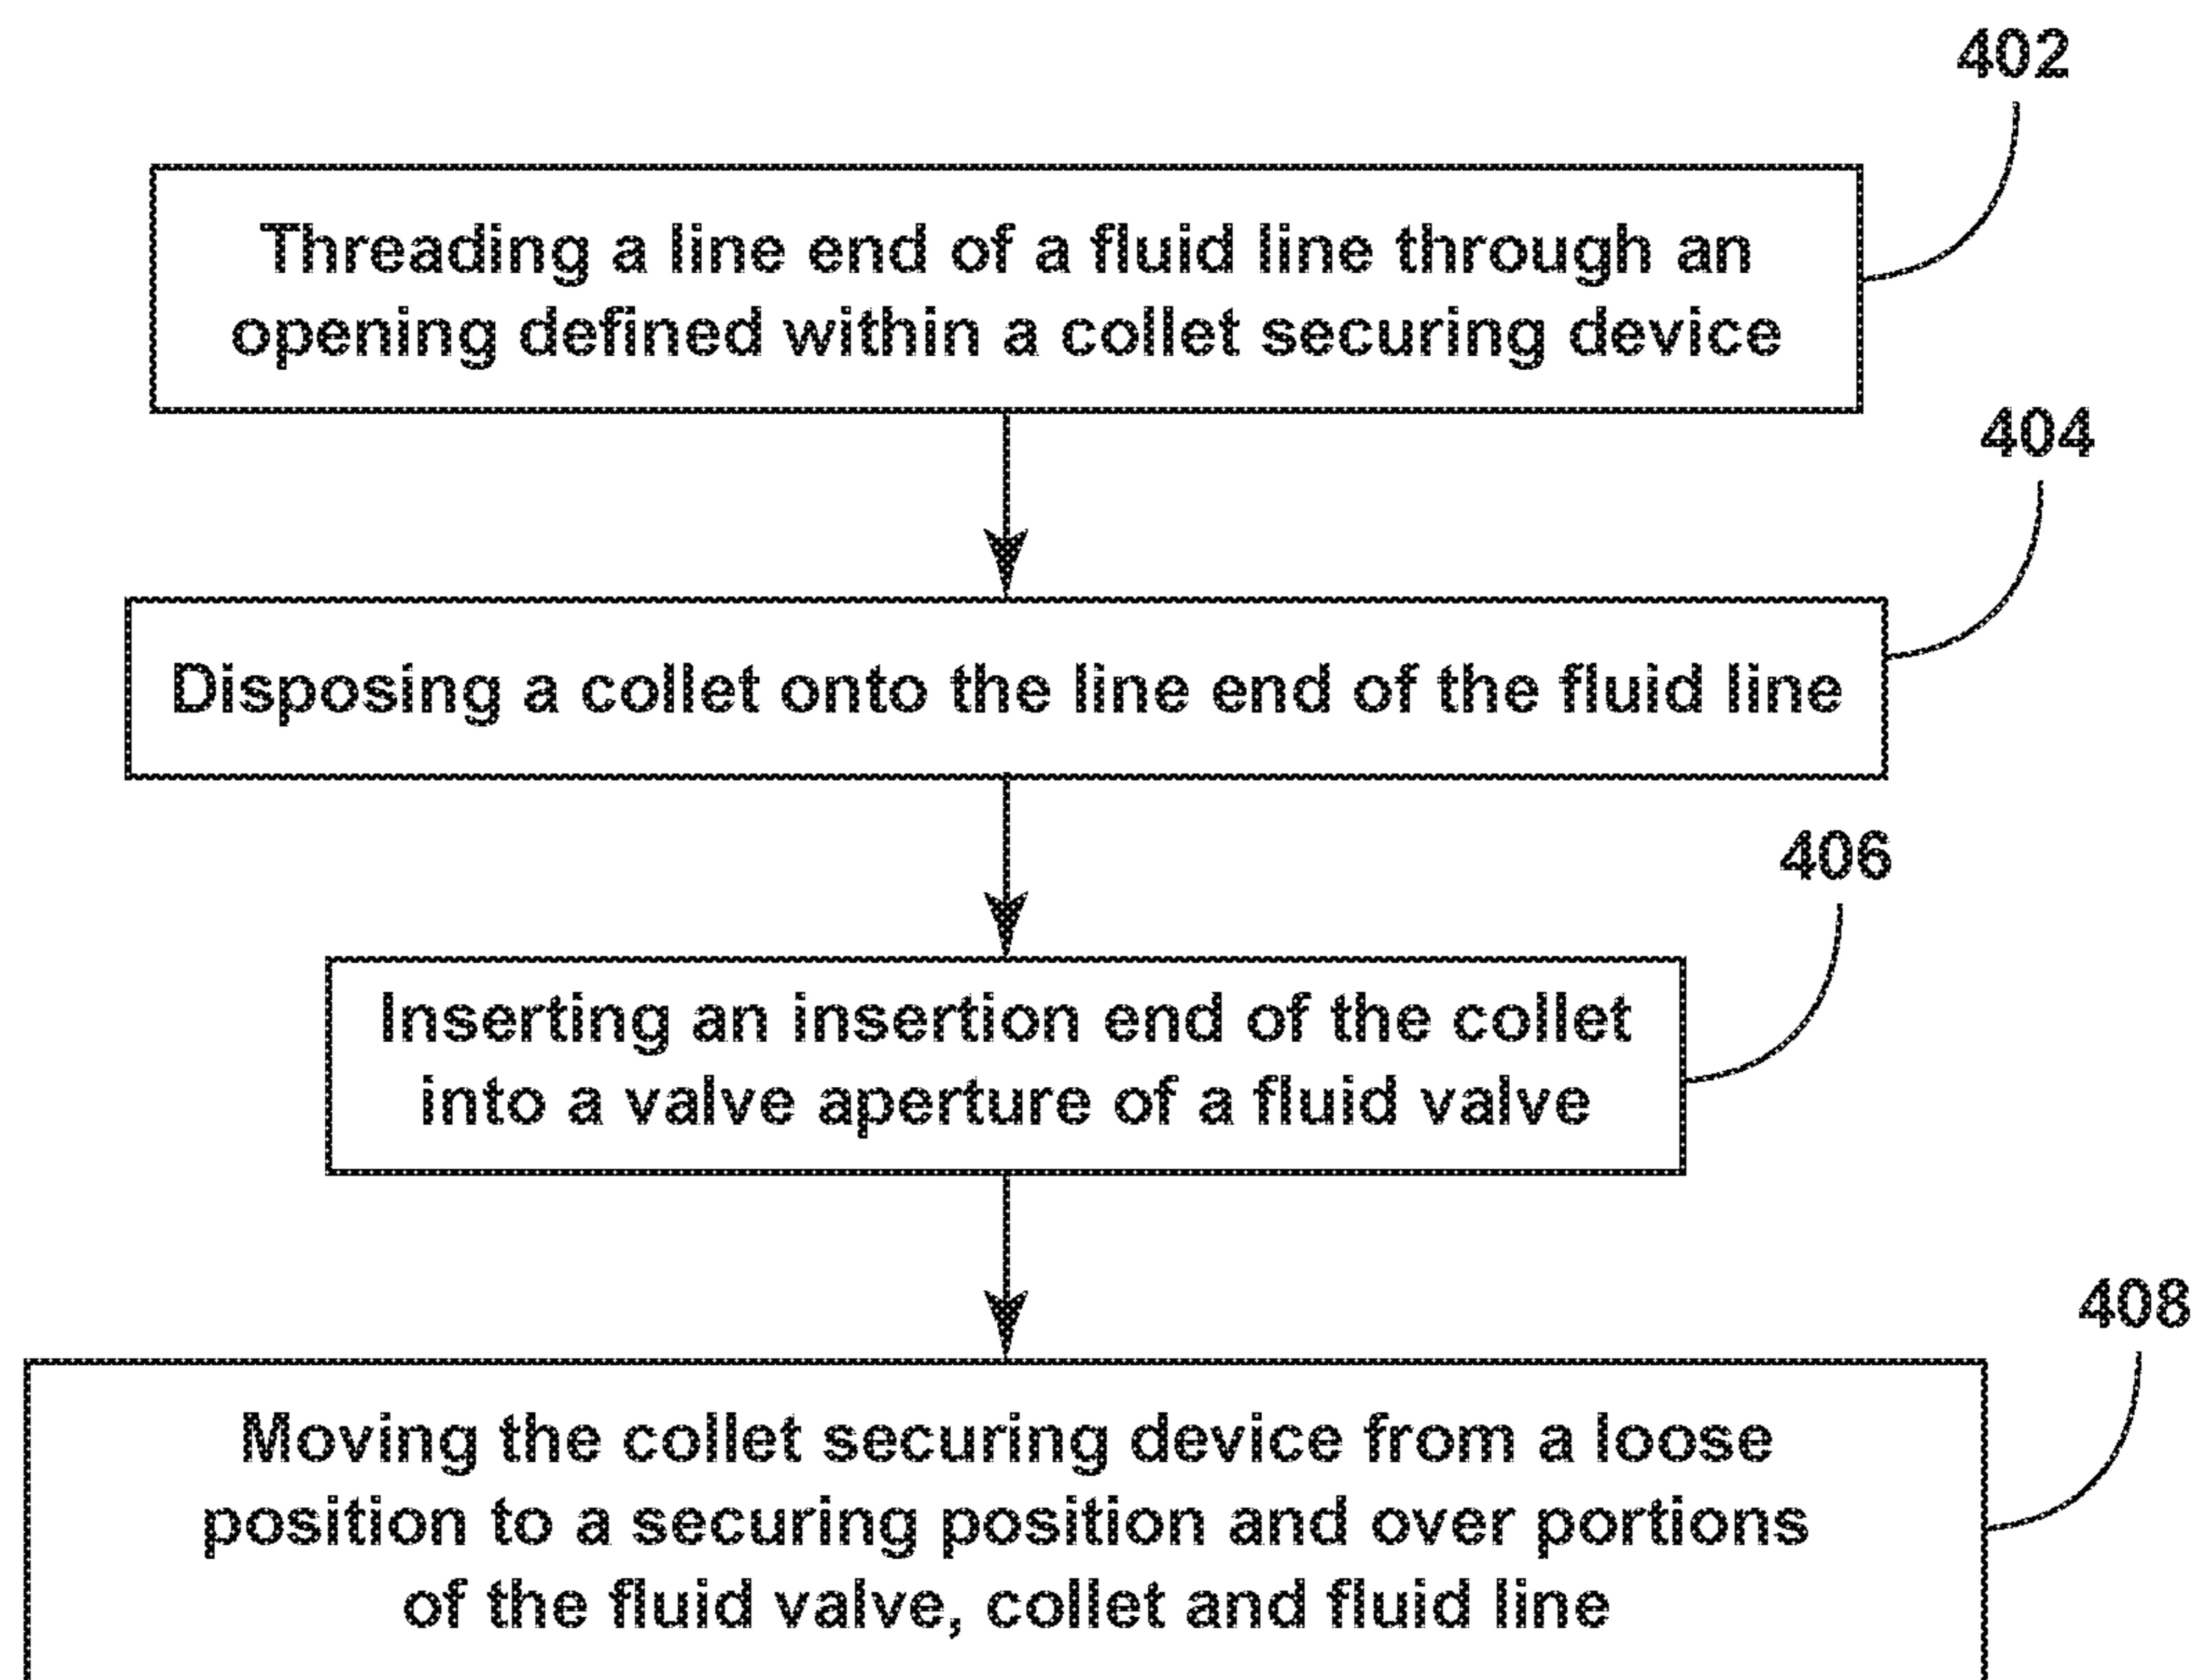 402
Threading a line end of a fluid line through an
opening defined within a collet securing device
404
Disposing a collet onto the line end of the fluid line
406
Inserting an insertion end of the collet
into a valve aperture of a fluid valve
408
Moving the collet securing device from a loose
position to a securing position and over portions
of the fluid valve, collet and fluid line